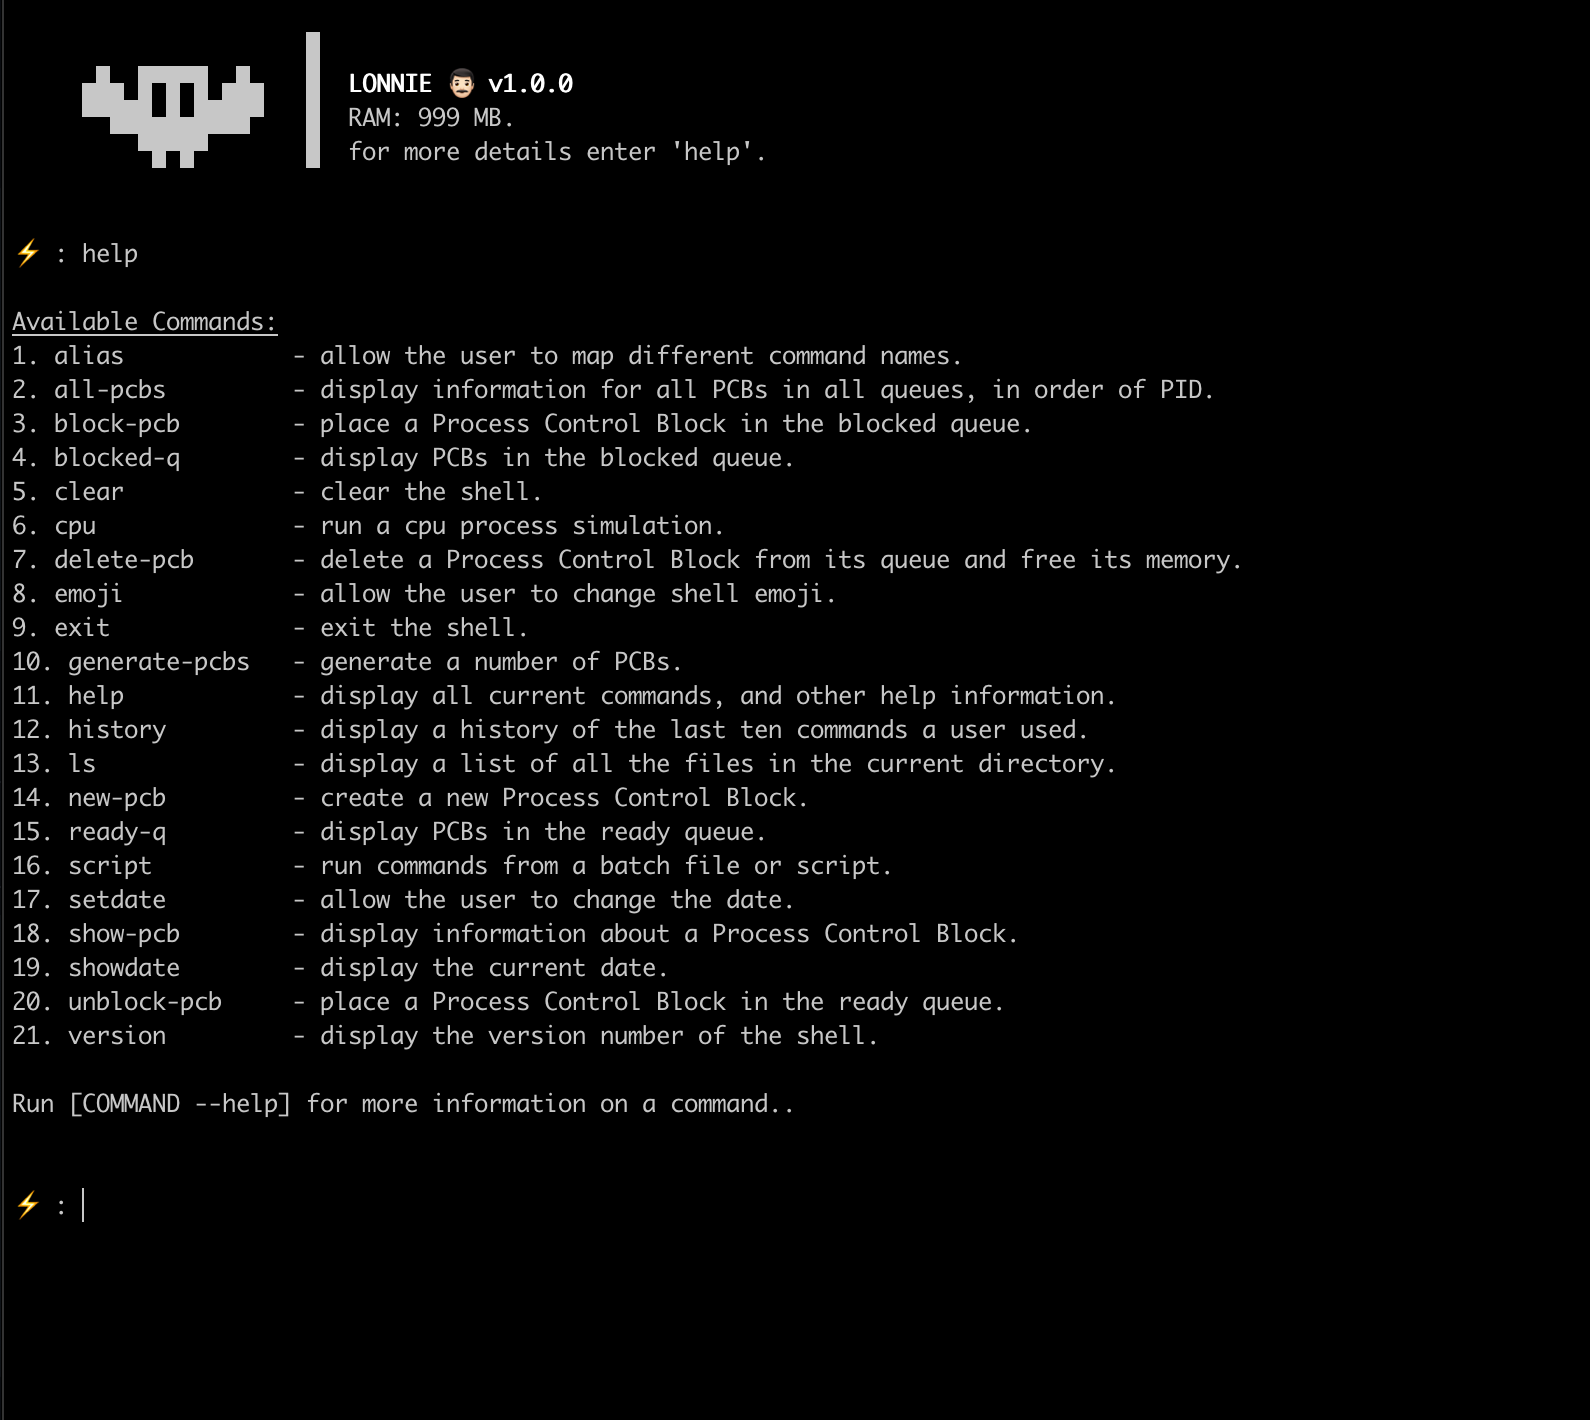 LONNIE 👨🏻 v1.0.0
RAM: 999 MB.
for more details enter 'help'.
⚡ : help
Available Commands:
1. alias - allow the user to map different command names.
2. all-pcbs - display information for all PCBs in all queues, in order of PID.
3. block-pcb - place a Process Control Block in the blocked queue.
4. blocked-q - display PCBs in the blocked queue.
5. clear - clear the shell.
6. cpu - run a cpu process simulation.
7. delete-pcb - delete a Process Control Block from its queue and free its memory.
8. emoji - allow the user to change shell emoji.
9. exit - exit the shell.
10. generate-pcbs - generate a number of PCBs.
11. help - display all current commands, and other help information.
12. history - display a history of the last ten commands a user used.
13. ls - display a list of all the files in the current directory.
14. new-pcb - create a new Process Control Block.
15. ready-q - display PCBs in the ready queue.
16. script - run commands from a batch file or script.
17. setdate - allow the user to change the date.
18. show-pcb - display information about a Process Control Block.
19. showdate - display the current date.
20. unblock-pcb - place a Process Control Block in the ready queue.
21. version - display the version number of the shell.
Run [COMMAND --help] for more information on a command..
⚡ :